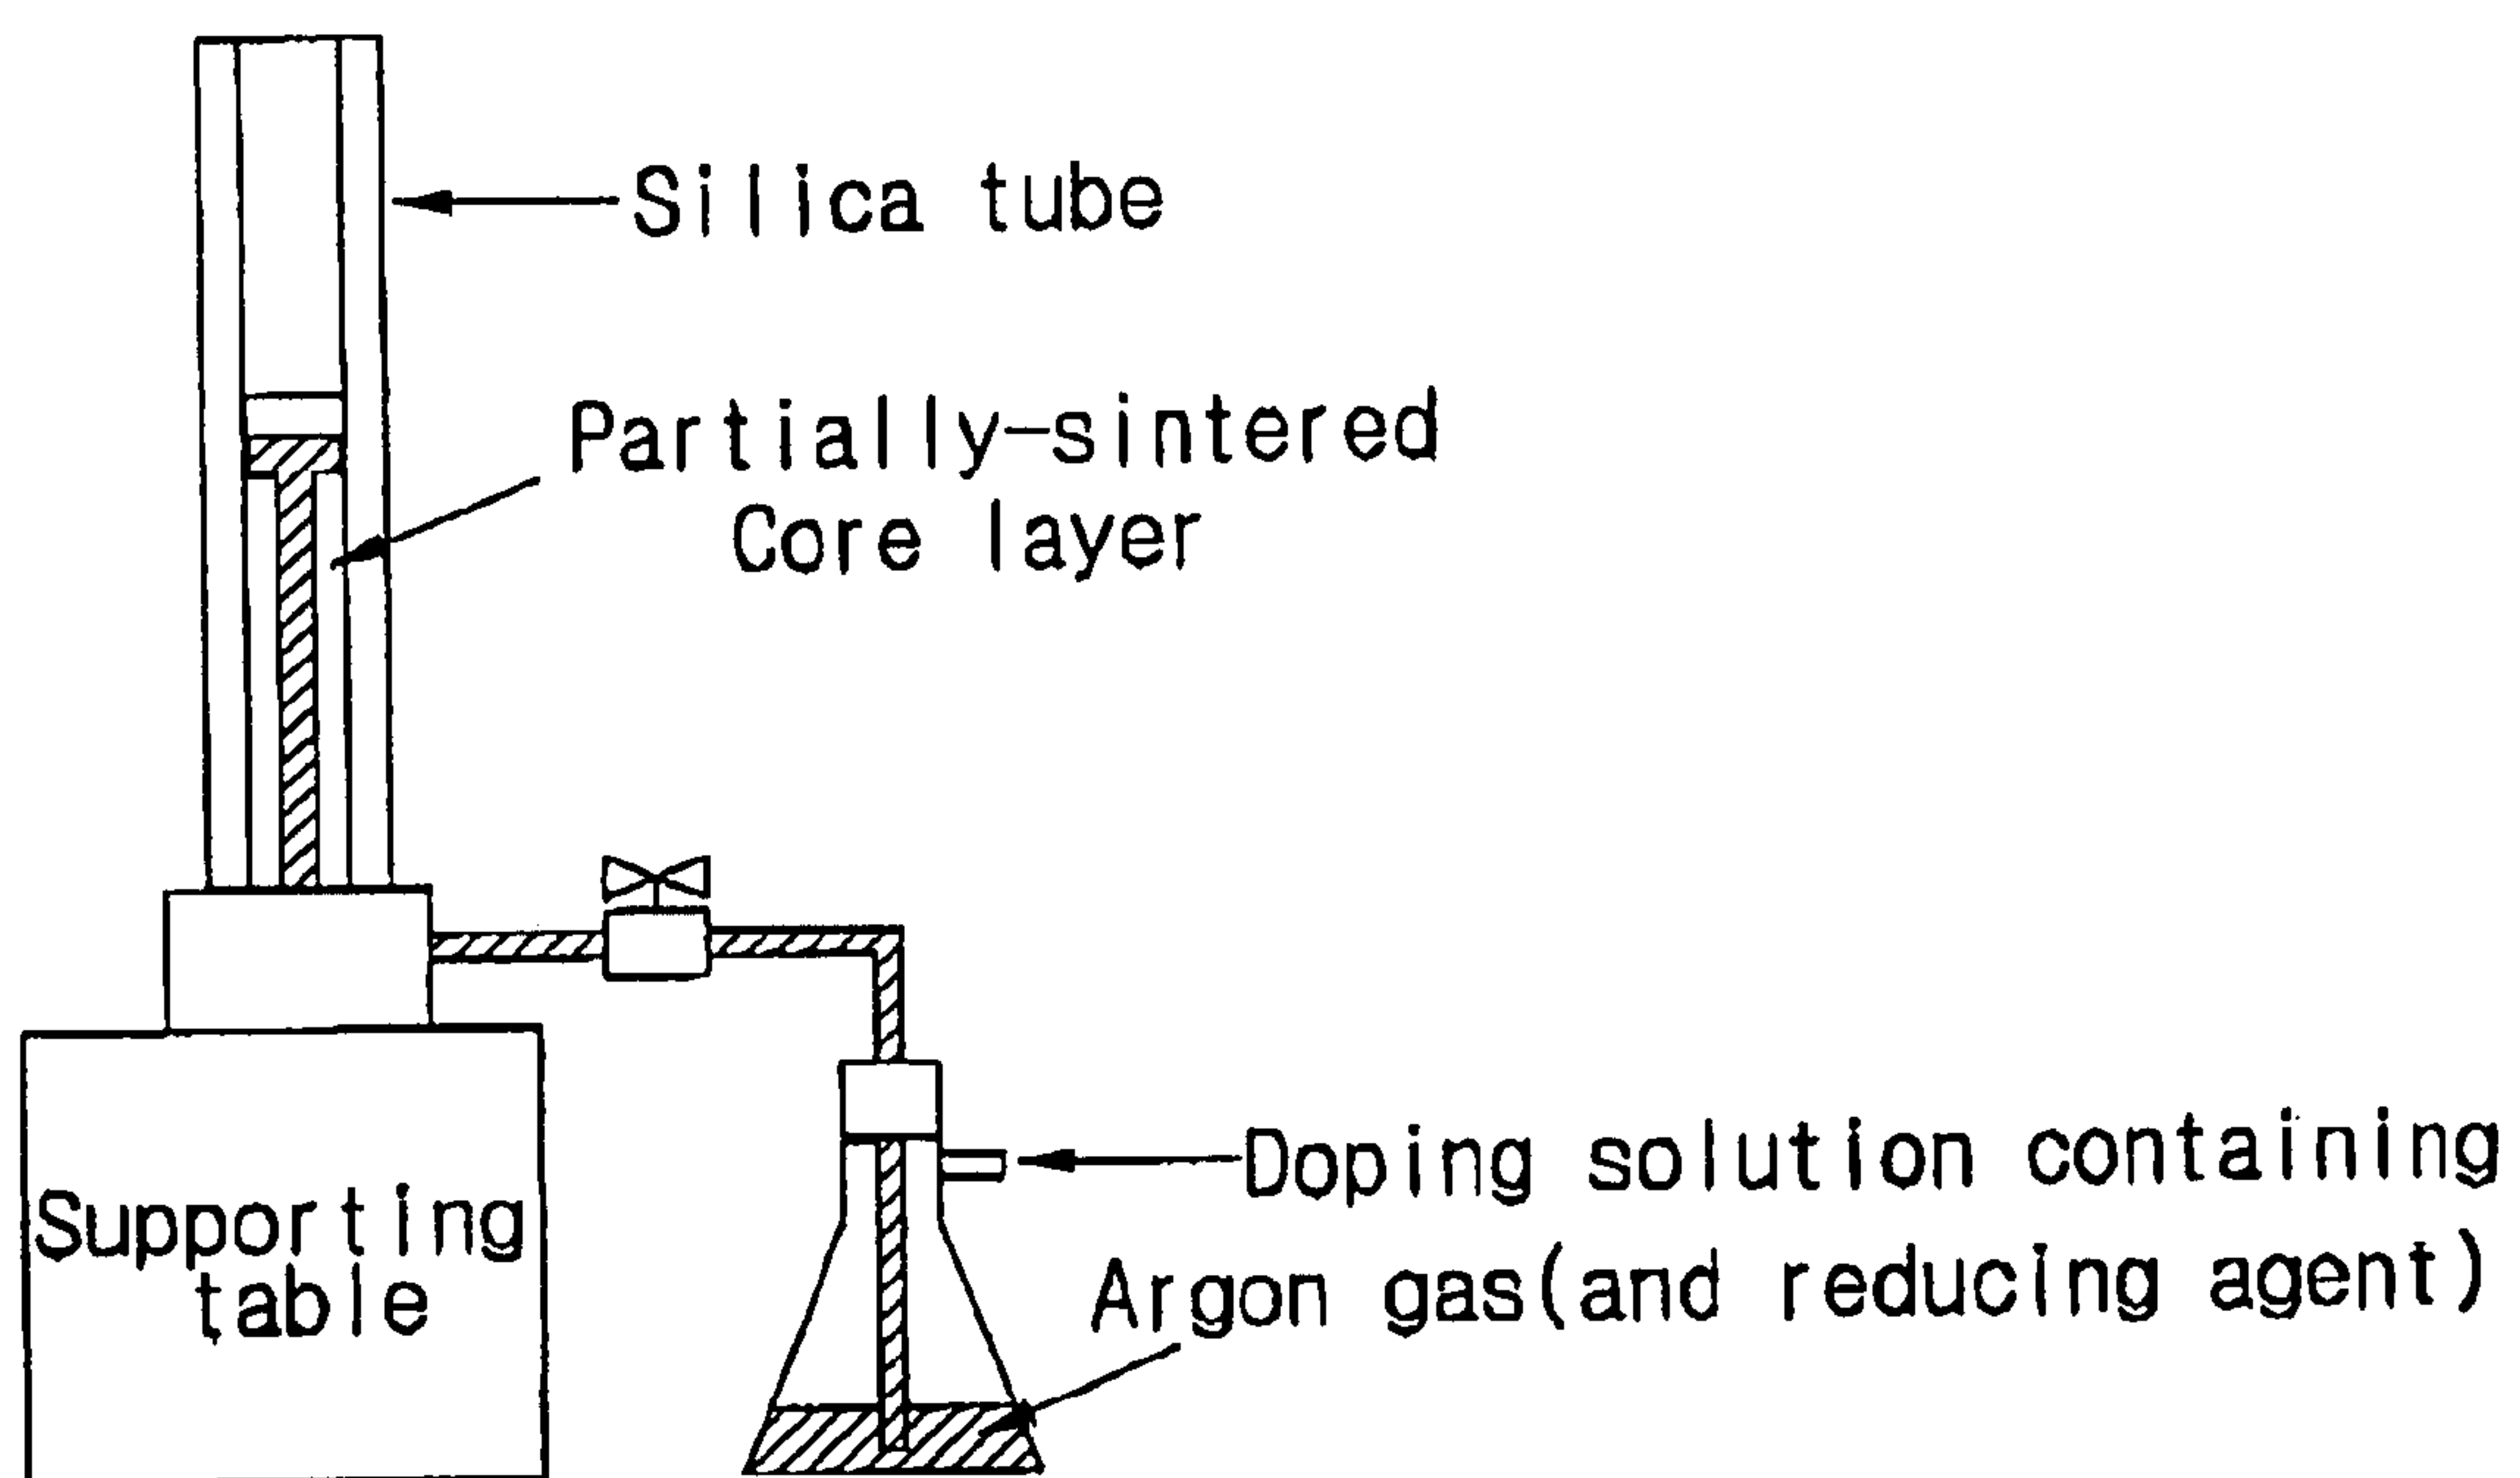 Silica tube
Partially-sintered
Core layer
Supporting
table
Doping solution containing
Argon gas(and reducing agent)